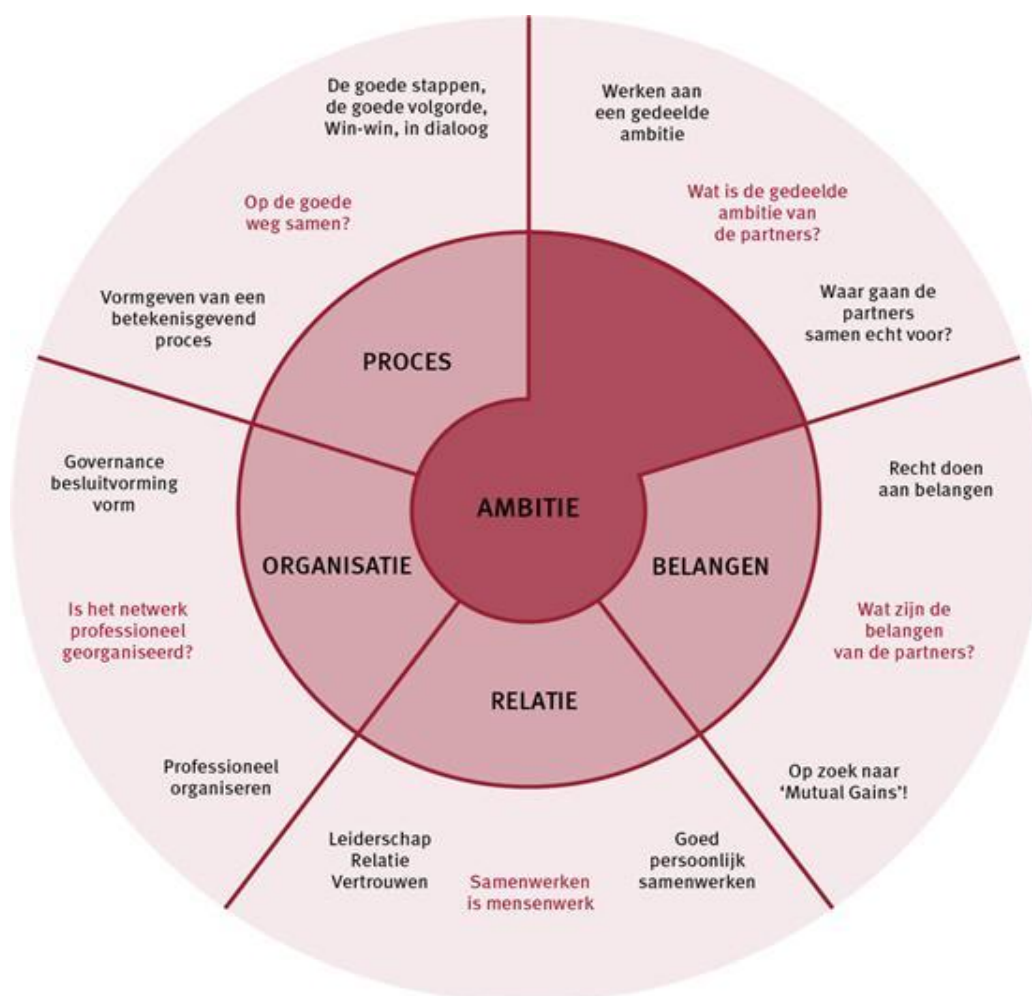 De goede stappen,
de goede volgorde,
Win-win, in dialoog
Op de goede
weg samen?
Vormgeven van een
betekenisgevend
proces
PROCES
Werken aan
een gedeelde
ambitie
Wat is de gedeelde
ambitie van
de partners?
Waar gaan de
partners
samen echt voor?
AMBITIE
Recht doen
aan belangen
Wat zijn de
belangen
van de partners?
Op zoek naar
‘Mutual Gains’!
BELANGEN
Goed
persoonlijk
samenwerken
Samenwerken
is mensenwerk
Leiderschap
Relatie
Vertrouwen
RELATIE
Governance
besluitvorming
vorm
Is het netwerk
professioneel
georganiseerd?
Professioneel
organiseren
ORGANISATIE